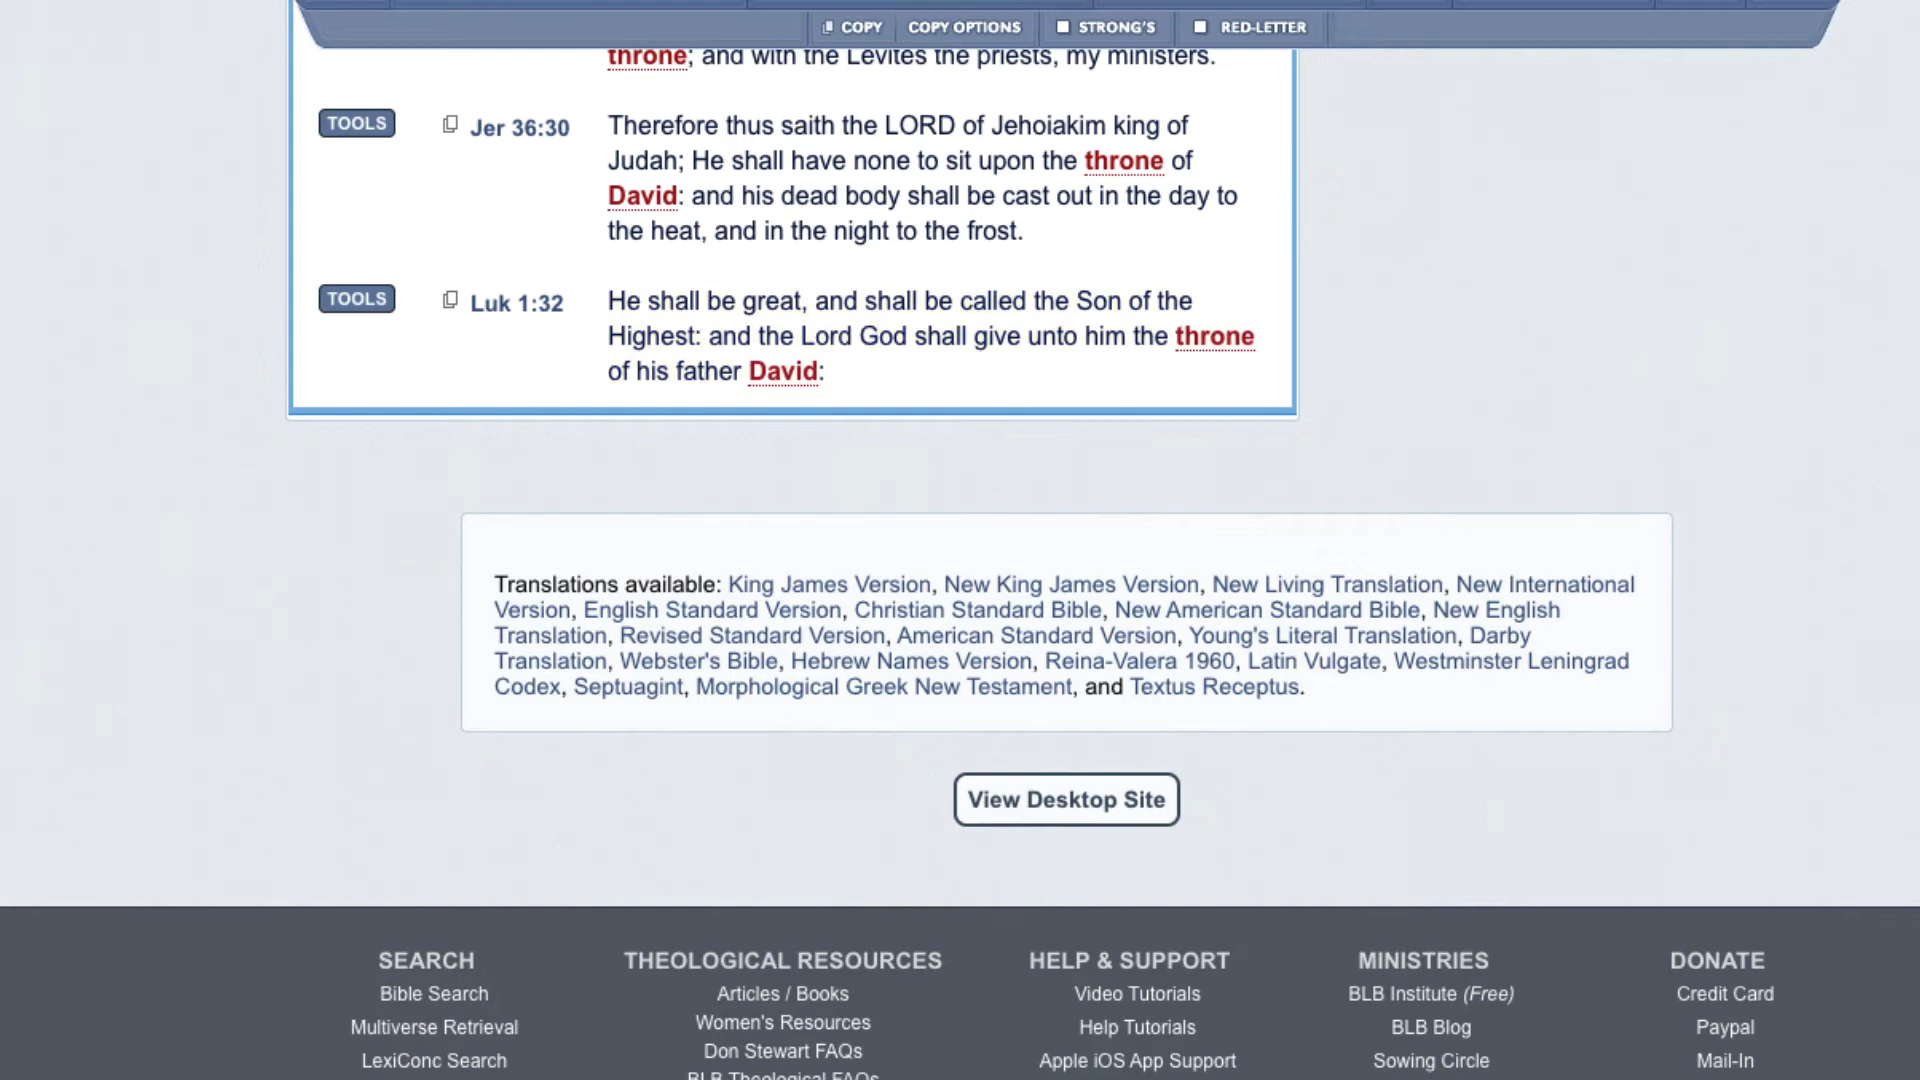 COPY COPY OPTIONS STRONG'S RED-LETTER
throne; and with the Levites the priests, my ministers.
TOOLS Jer 36:30 Therefore thus saith the LORD of Jehoiakim king of
Judah; He shall have none to sit upon the throne of
David: and his dead body shall be cast out in the day to
the heat, and in the night to the frost.
TOOLS Luk 1:32 He shall be great, and shall be called the Son of the
Highest: and the Lord God shall give unto him the throne
of his father David:
Translations available: King James Version, New King James Version, New Living Translation, New International
Version, English Standard Version, Christian Standard Bible, New American Standard Bible, New English
Translation, Revised Standard Version, American Standard Version, Young's Literal Translation, Darby
Translation, Webster's Bible, Hebrew Names Version, Reina-Valera 1960, Latin Vulgate, Westminster Leningrad
Codex, Septuagint, Morphological Greek New Testament, and Textus Receptus.
View Desktop Site
SEARCH
Bible Search
Multiverse Retrieval
LexiConc Search
THEOLOGICAL RESOURCES
Articles / Books
Women's Resources
Don Stewart FAQs
BLB Theological FAQs
HELP & SUPPORT
Video Tutorials
Help Tutorials
Apple iOS App Support
MINISTRIES
BLB Institute (Free)
BLB Blog
Sowing Circle
DONATE
Credit Card
Paypal
Mail-In